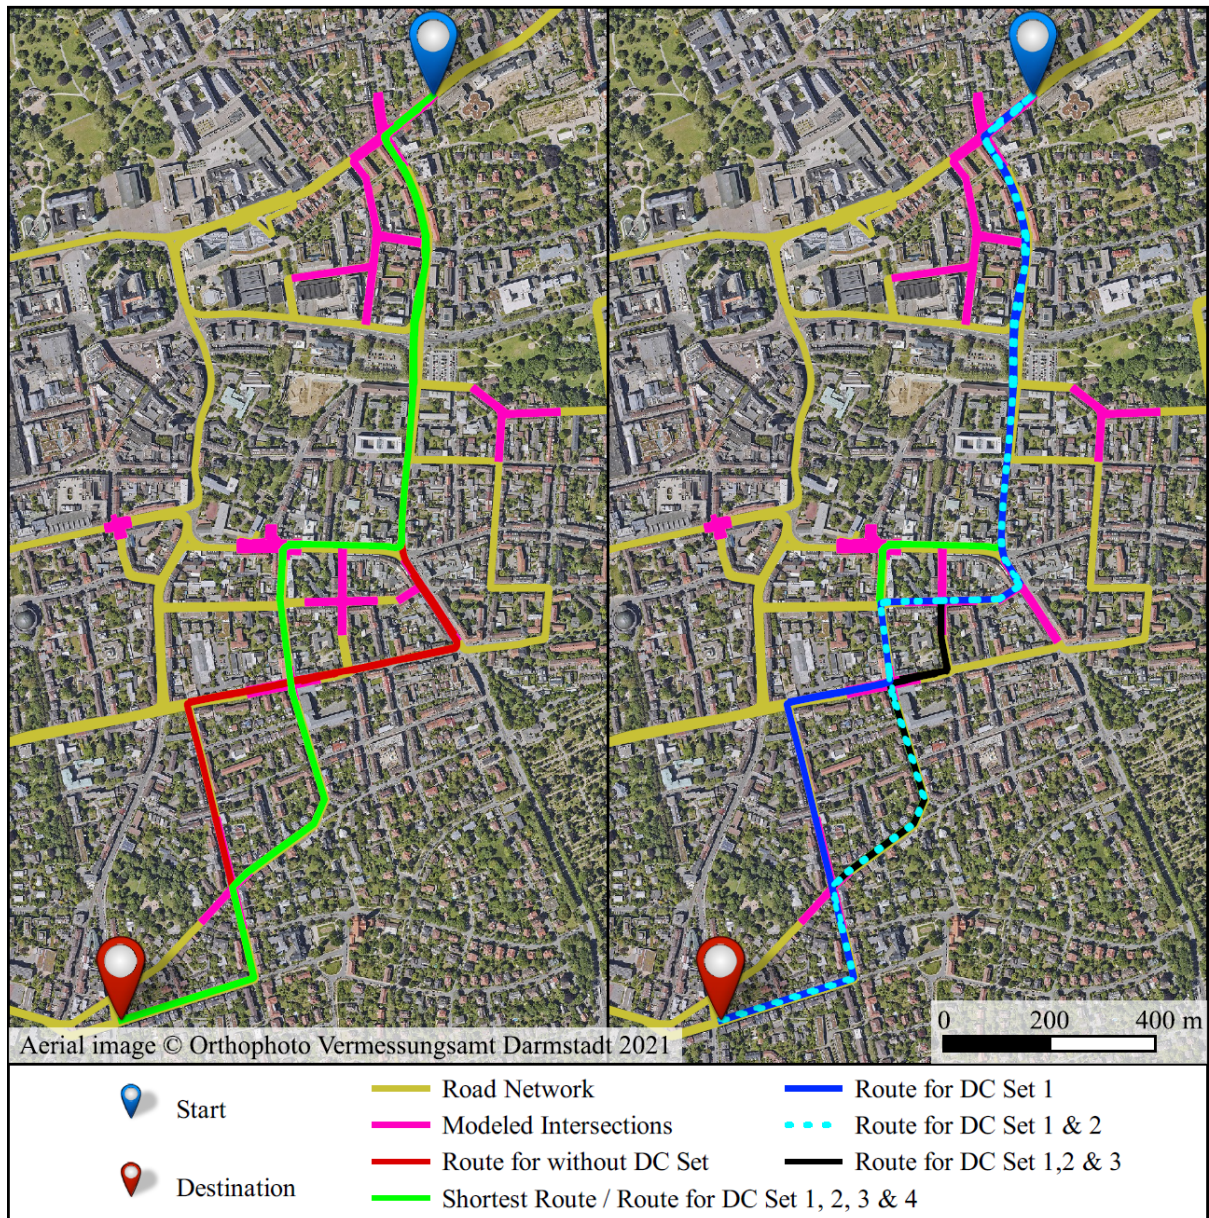 0 200 400 m
Aerial image © Orthophoto Vermessungsamt Darmstadt 2021
Start
Destination
Road Network
Modeled Intersections
Route for without DC Set
Shortest Route / Route for DC Set 1, 2, 3 & 4
Route for DC Set 1
Route for DC Set 1 & 2
Route for DC Set 1,2 & 3